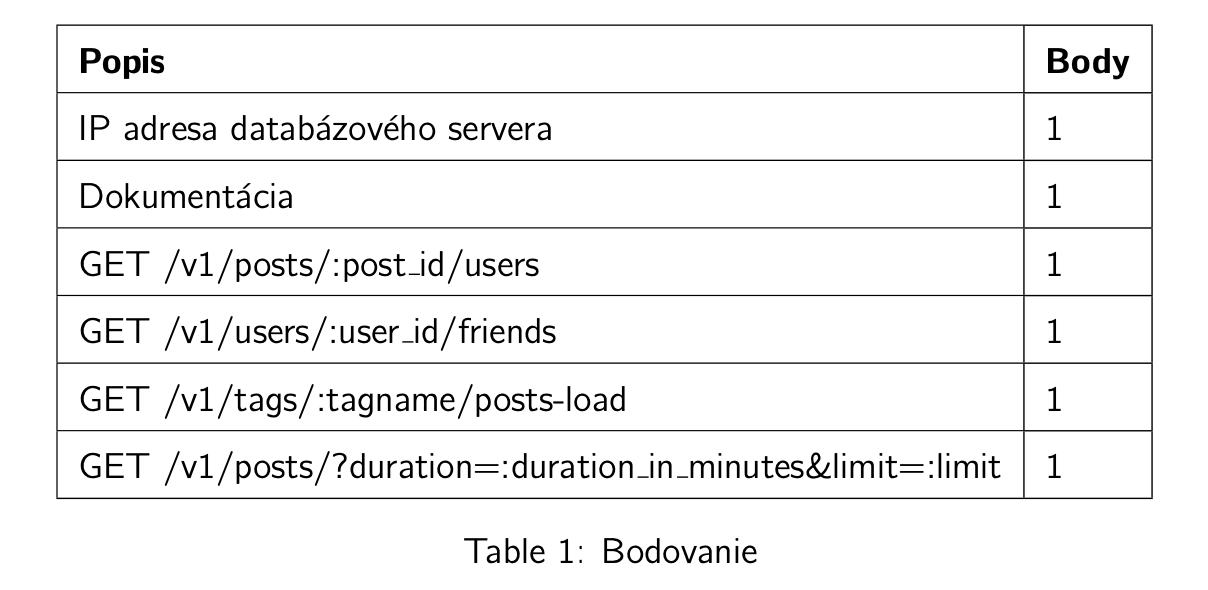 Popis Body
IP adresa databázového servera 1
Dokumentácia 1
GET /v1/posts/:post_id/users 1
GET /v1/users/:user_id/friends 1
GET /v1/tags/:tagname/posts-load 1
GET /v1/posts/?duration=:duration_in_minutes&limit=:limit 1
Table 1: Bodovanie